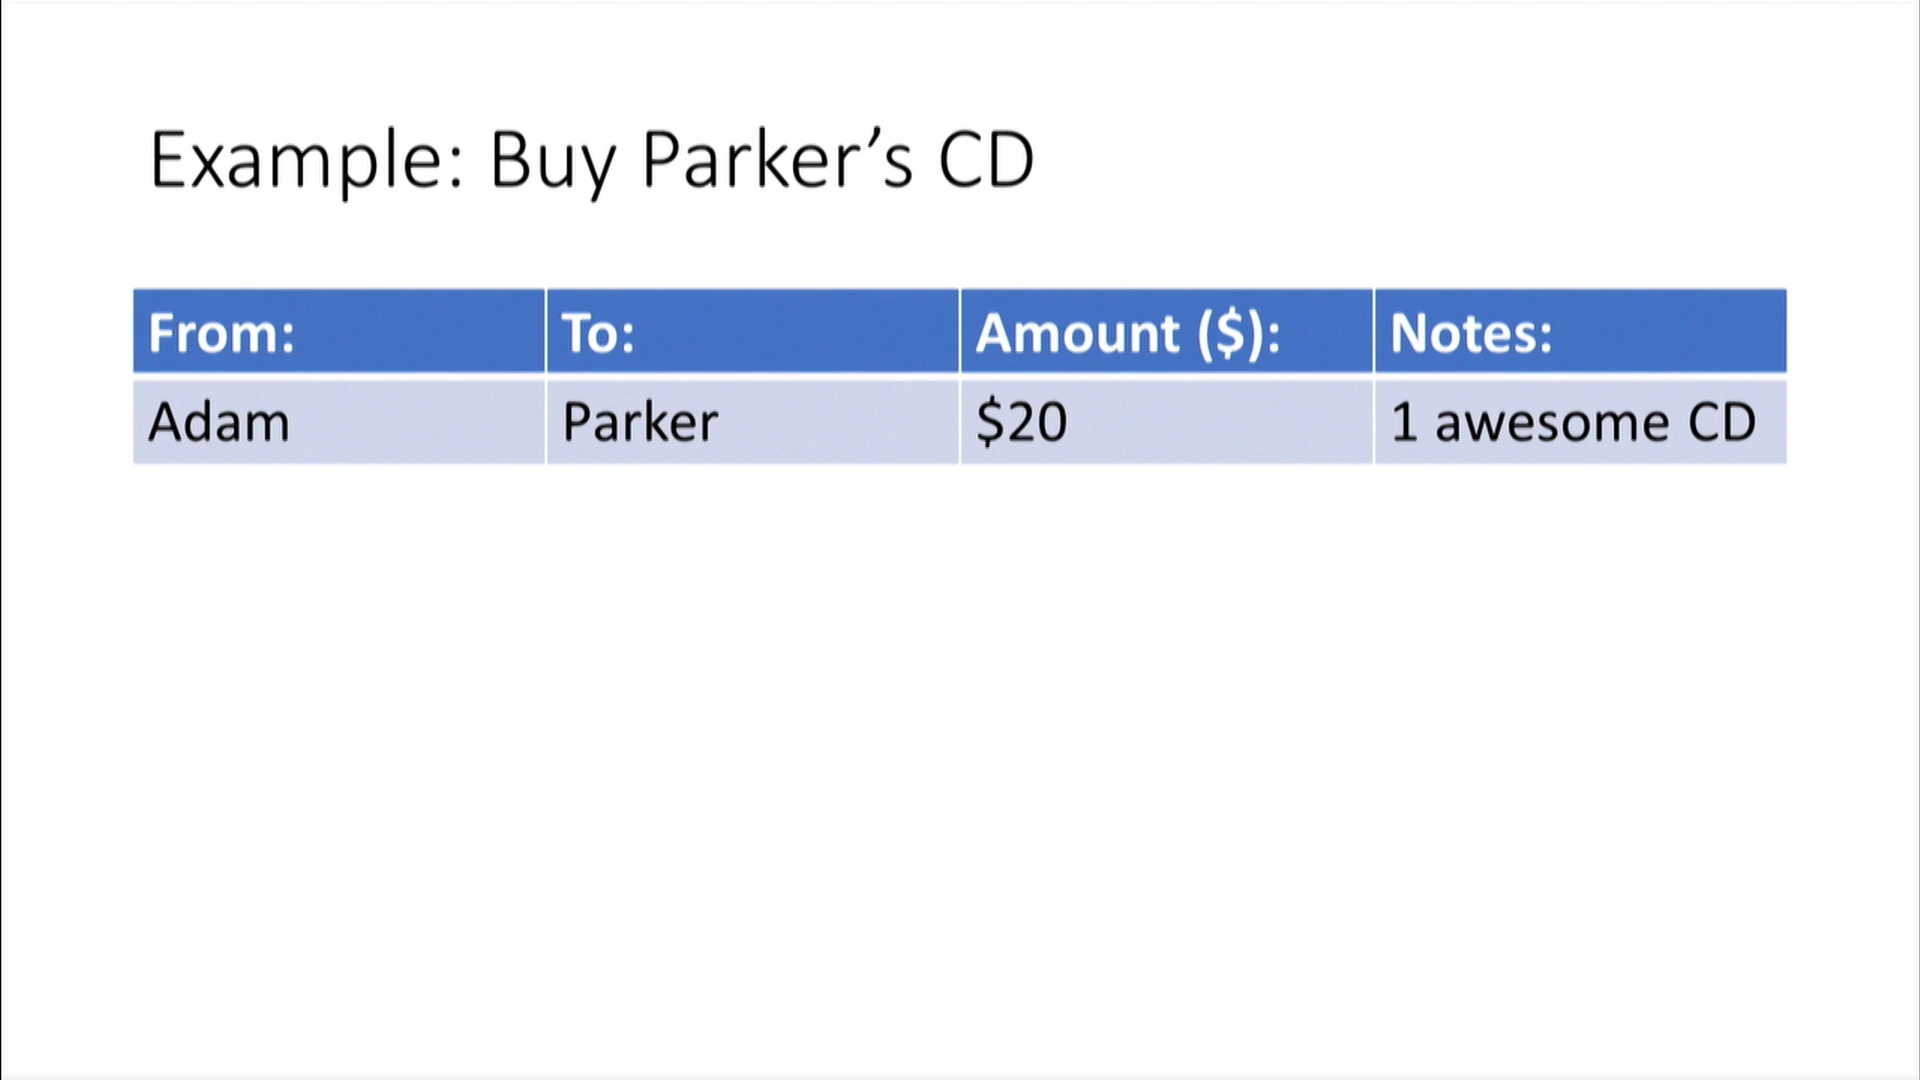 Example: Buy Parker’s CD
From: To: Amount ($): Notes:
Adam Parker $20 1 awesome CD